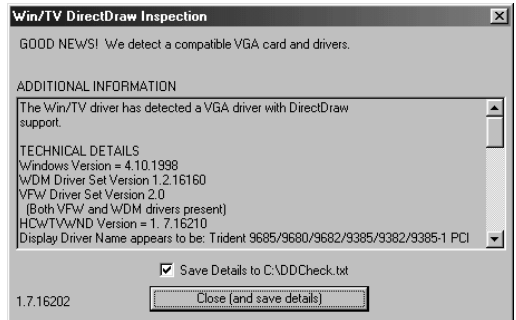 Win/TV DirectDraw Inspection
GOOD NEWS! We detect a compatible VGA card and drivers.
ADDITIONAL INFORMATION
The Win/TV driver has detected a VGA driver with DirectDraw
support.
TECHNICAL DETAILS
Windows Version = 4.10.1998
WDM Driver Set Version 1.2.16160
VFW Driver Set Version 2.0
(Both VFW and WDM drivers present)
HCWTVWND Version = 1. 7.16210
Display Driver Name appears to be: Trident 9685/9680/9682/9385/9382/9385-1 PCI
Save Details to C:\DDCheck.txt
1.7.16202
Close (and save details)